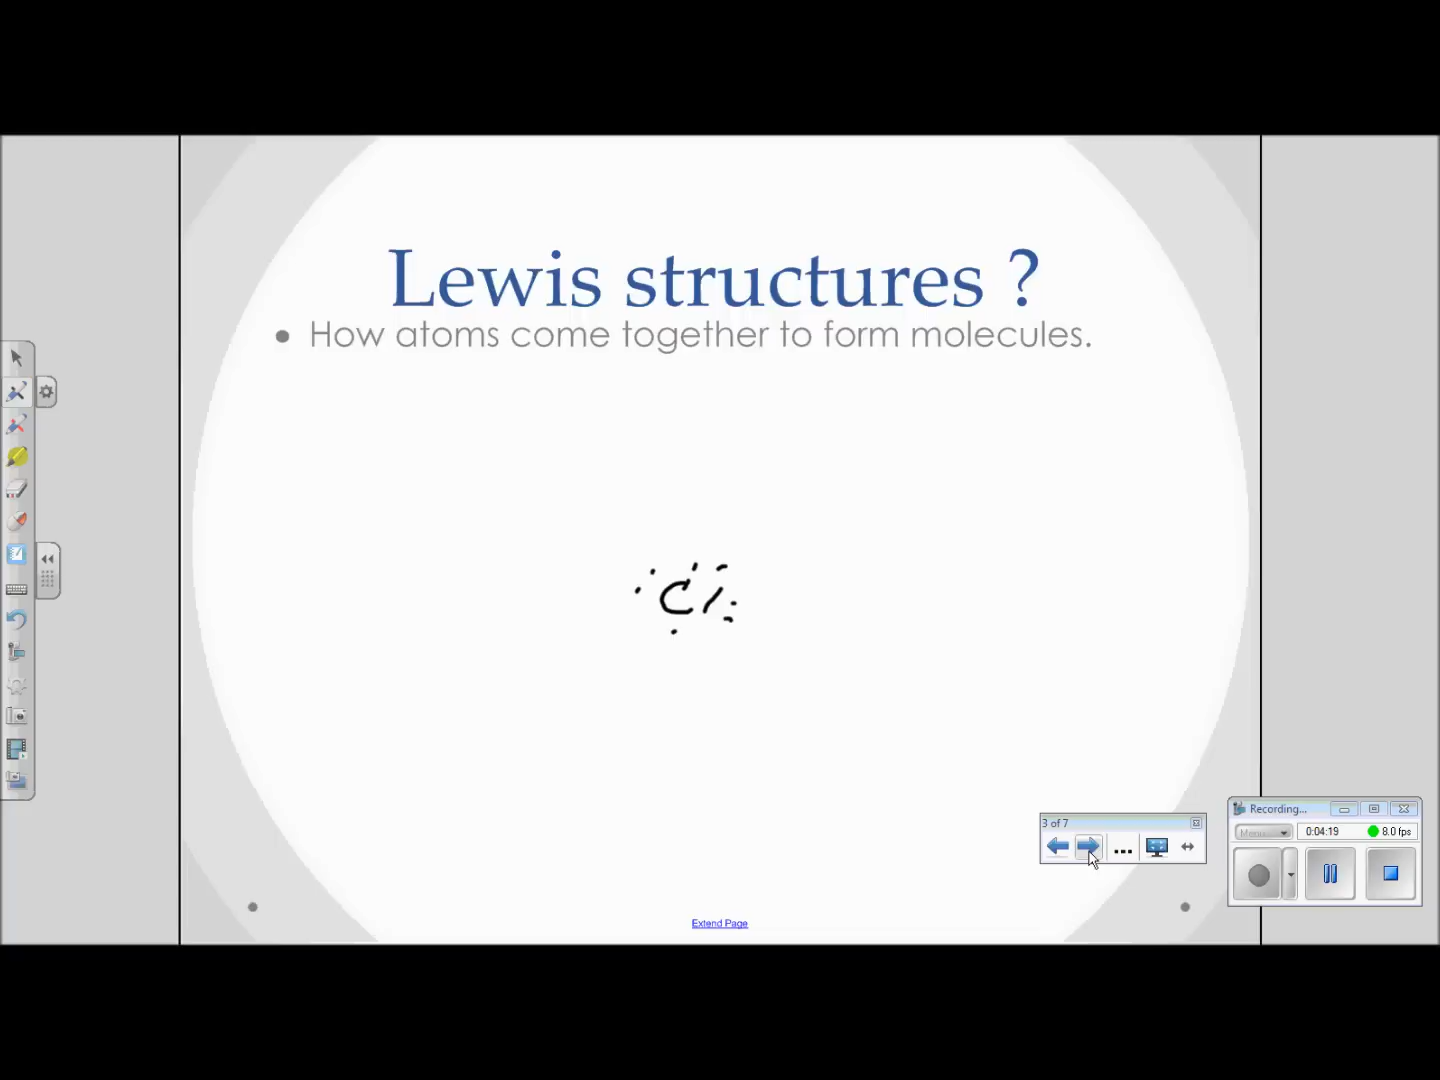 Lewis structures ?
• How atoms come together to form molecules.
Cl
3 of 7
Recording...
Menu
0:04:19
8.0 fps
...
Extend Page